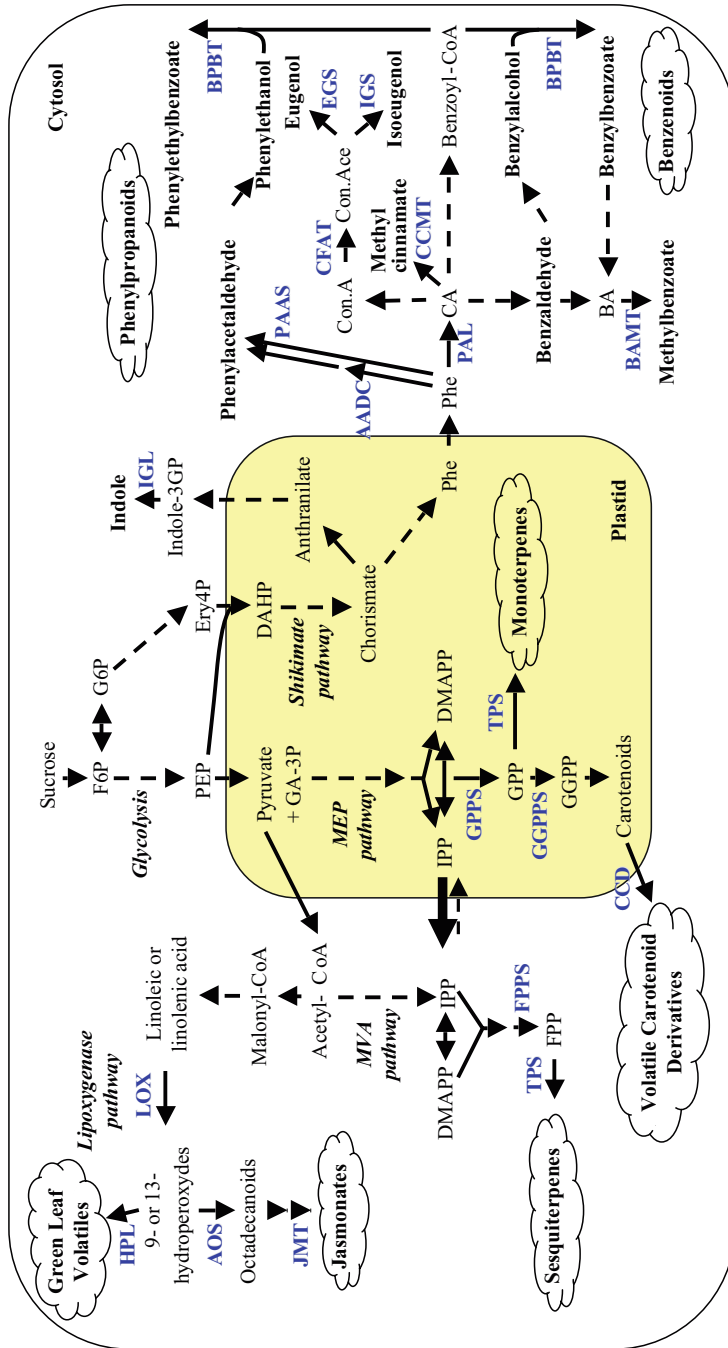 Cytosol
Green Leaf
Volatiles
HPL
9- or 13-
hydroperoxydes
AOS
Octadecanoids
JMT
Jasmonates
Lipoxygenase
pathway
LOX
Linoleic or
linolenic acid
Malonyl-CoA
Acetyl- CoA
MVA
pathway
DMAPP
IPP
FPPS
FPP
TPS
Sesquiterpenes
Sucrose
F6P
G6P
Glycolysis
PEP
Ery4P
Pyruvate
+ GA-3P
MEP
pathway
IPP
DMAPP
GPPS
GPP
TPS
Monoterpenes
GGPPS
GGPP
Carotenoids
CCD
Volatile Carotenoid
Derivatives
DAHP
Shikimate
pathway
Chorismate
Anthranilate
Indole-3GP
IGL
Indole
Phe
Plastid
Phe
AADC
PAAS
Phenylacetaldehyde
Phenylpropanoids
Phenylethylbenzoate
BPBT
Phenylethanol
Eugenol
EGS
IGS
Isoeugenol
CFAT
Con.A
Con.Ace
Methyl
cinnamate
CCMT
PAL
CA
Benzoyl-CoA
Benzaldehyde
Benzylalcohol
BPBT
Benzylbenzoate
BA
BAMT
Methylbenzoate
Benzenoids